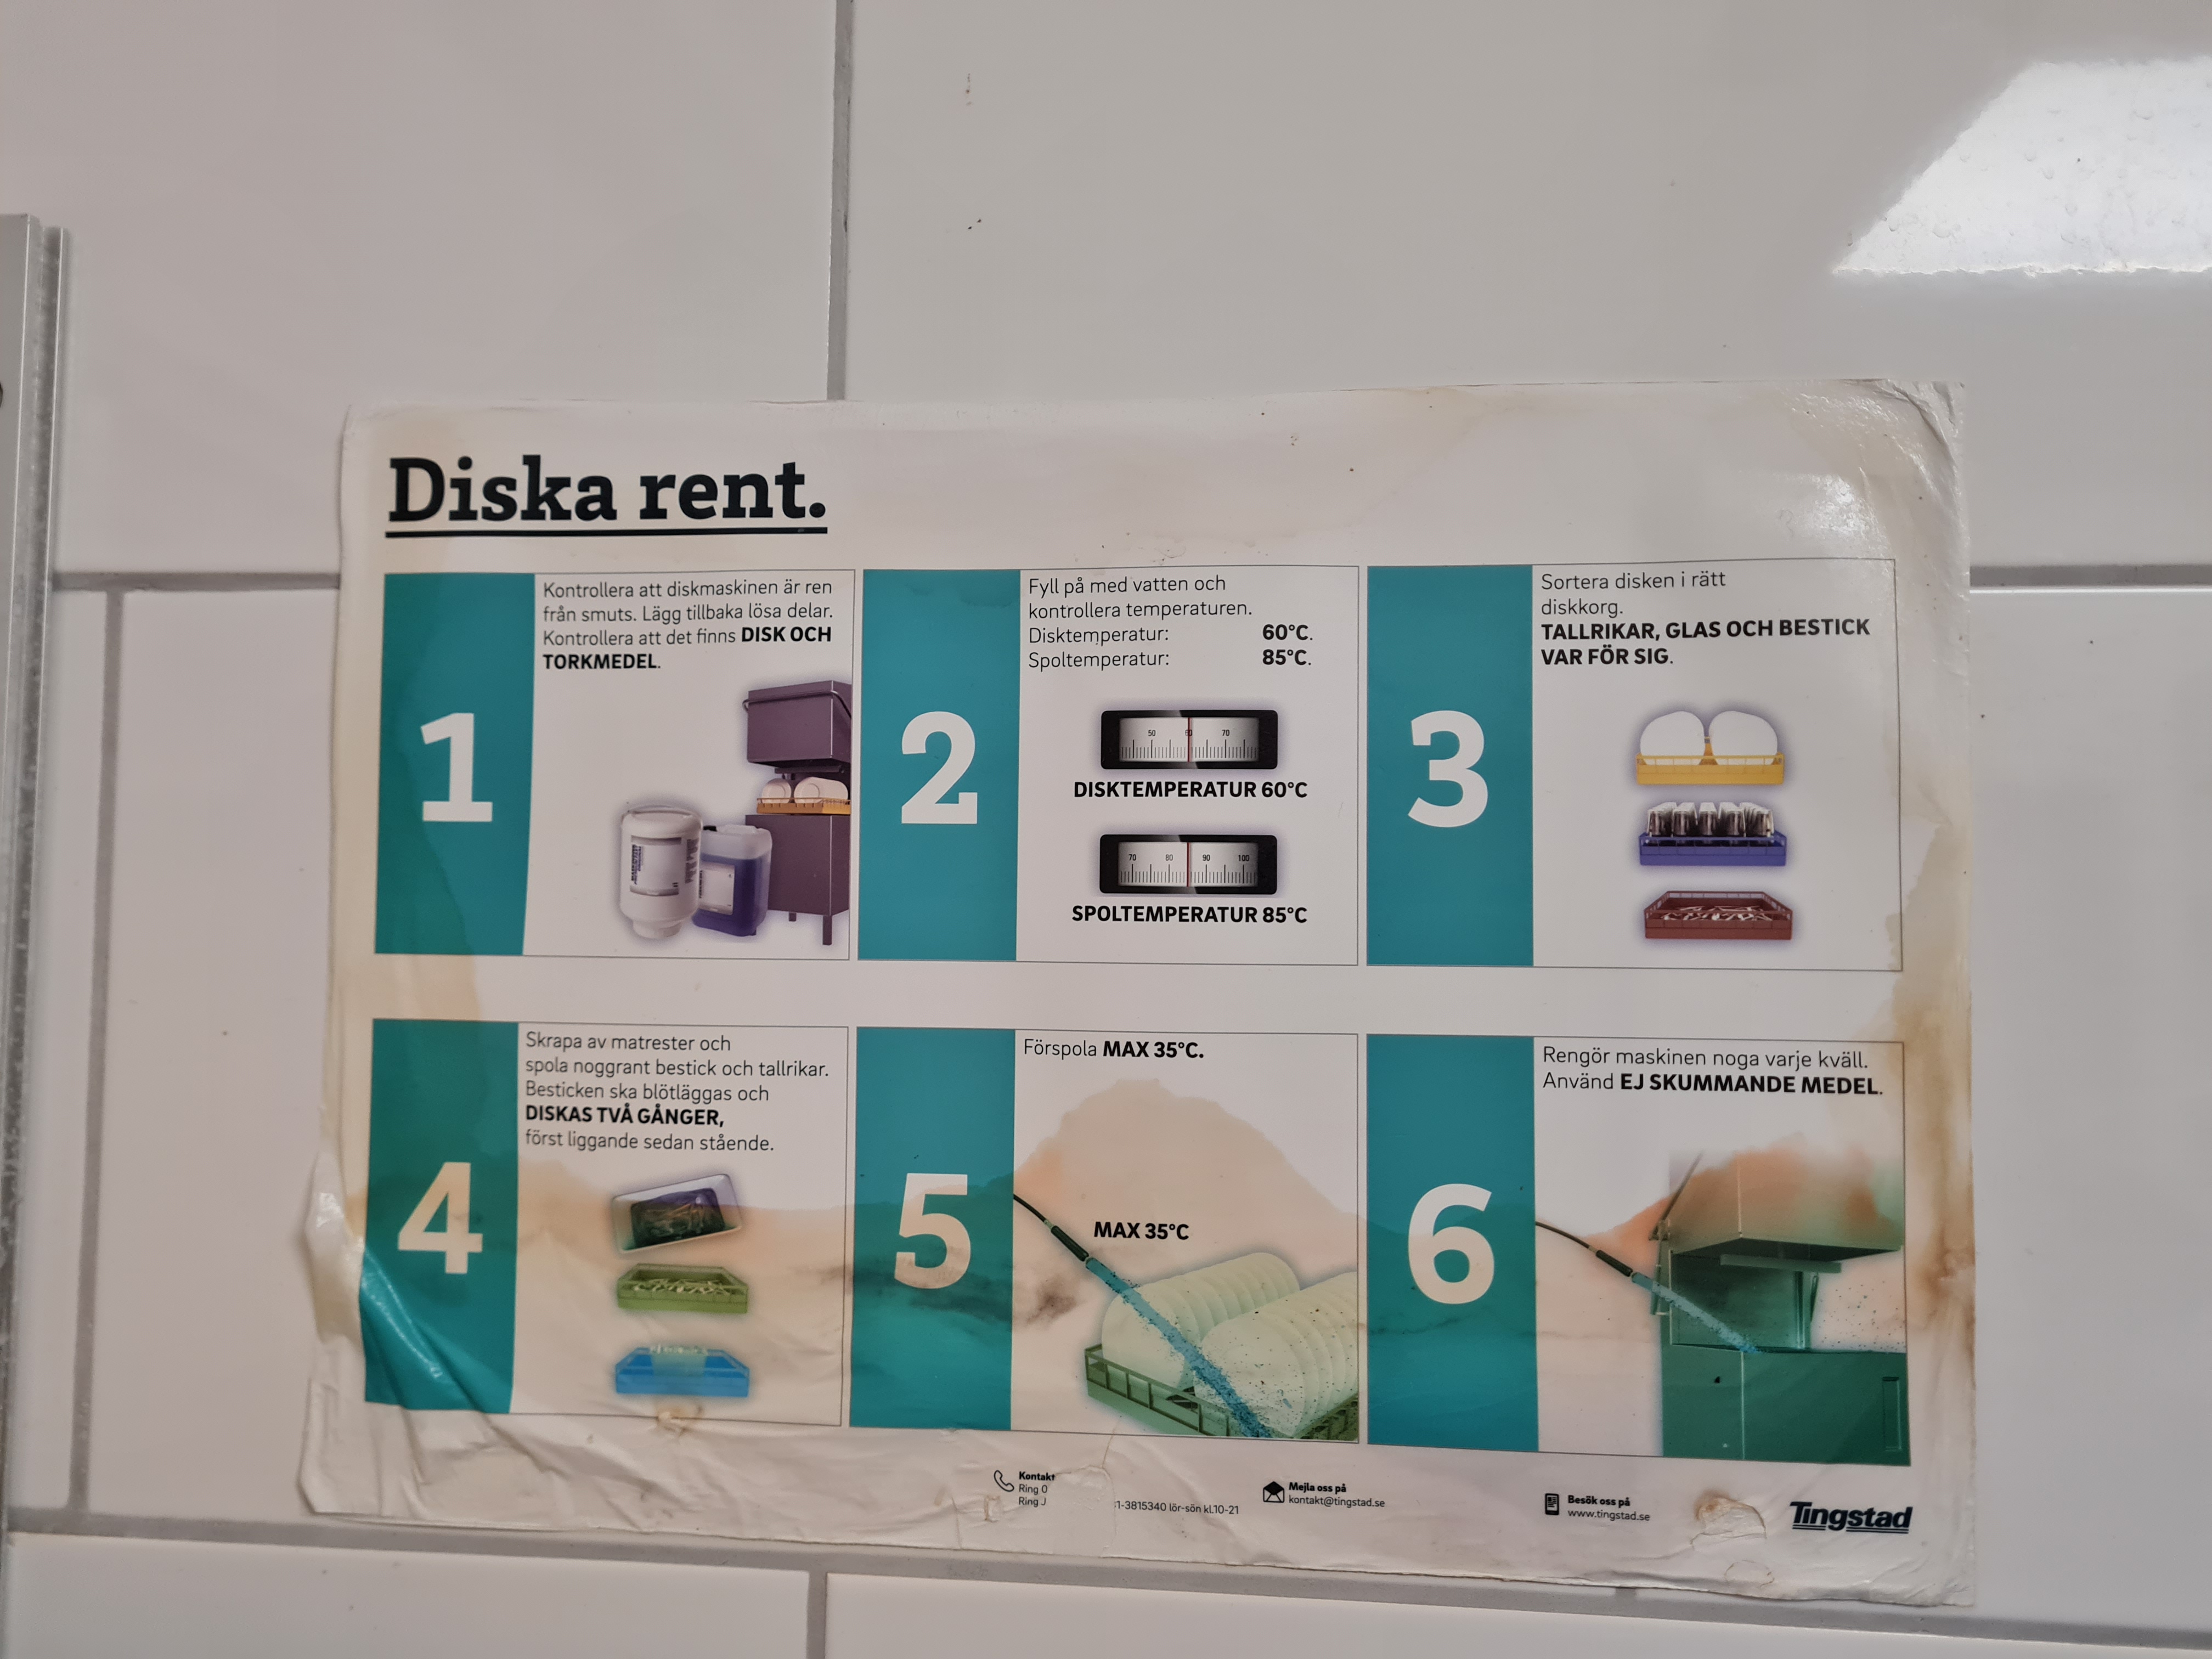 Diska rent.
1
Kontrollera att diskmaskinen är ren
från smuts. Lägg tillbaka lösa delar.
Kontrollera att det finns DISK OCH
TORKMEDEL.
2
Fyll på med vatten och
kontrollera temperaturen.
Disktemperatur: 60°C.
Spoltemperatur: 85°C.
50 60 70
DISKTEMPERATUR 60°C
70 80 90 100
SPOLTEMPERATUR 85°C
3
Sortera disken i rätt
diskkorg.
TALLRIKAR, GLAS OCH BESTICK
VAR FÖR SIG.
4
Skrapa av matrester och
spola noggrant bestick och tallrikar.
Besticken ska blötläggas och
DISKAS TVÅ GÅNGER,
först liggande sedan stående.
5
Förspola MAX 35°C.
MAX 35°C
6
Rengör maskinen noga varje kväll.
Använd EJ SKUMMANDE MEDEL.
Kontakt
Ring 0
Ring J 1-3815340 lör-sön kl.10-21
Mejla oss på
kontakt@tingstad.se
Besök oss på
www.tingstad.se
Tingstad